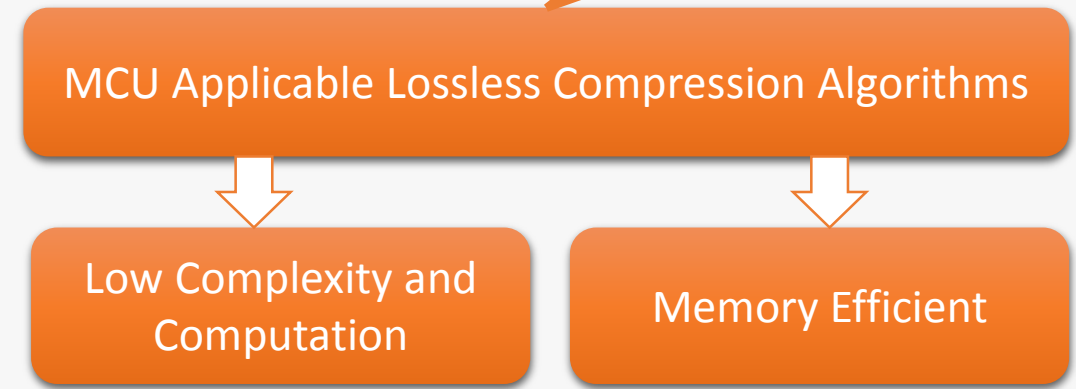 MCU Applicable Lossless Compression Algorithms
Low Complexity and
Computation
Memory Efficient